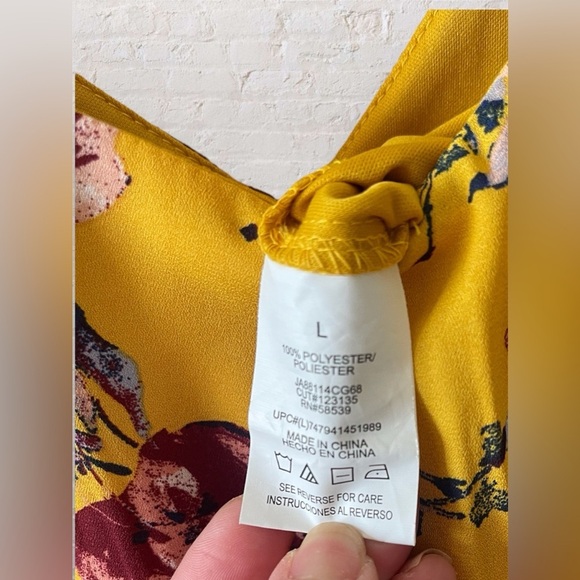 L
100% POLYESTER/
POLIESTER
JA88114CG68
CUT#123135
RN#58539
UPC#(L)747941451989
MADE IN CHINA
HECHO EN CHINA
SEE REVERSE FOR CARE
INSTRUCCIONES AL REVERSO